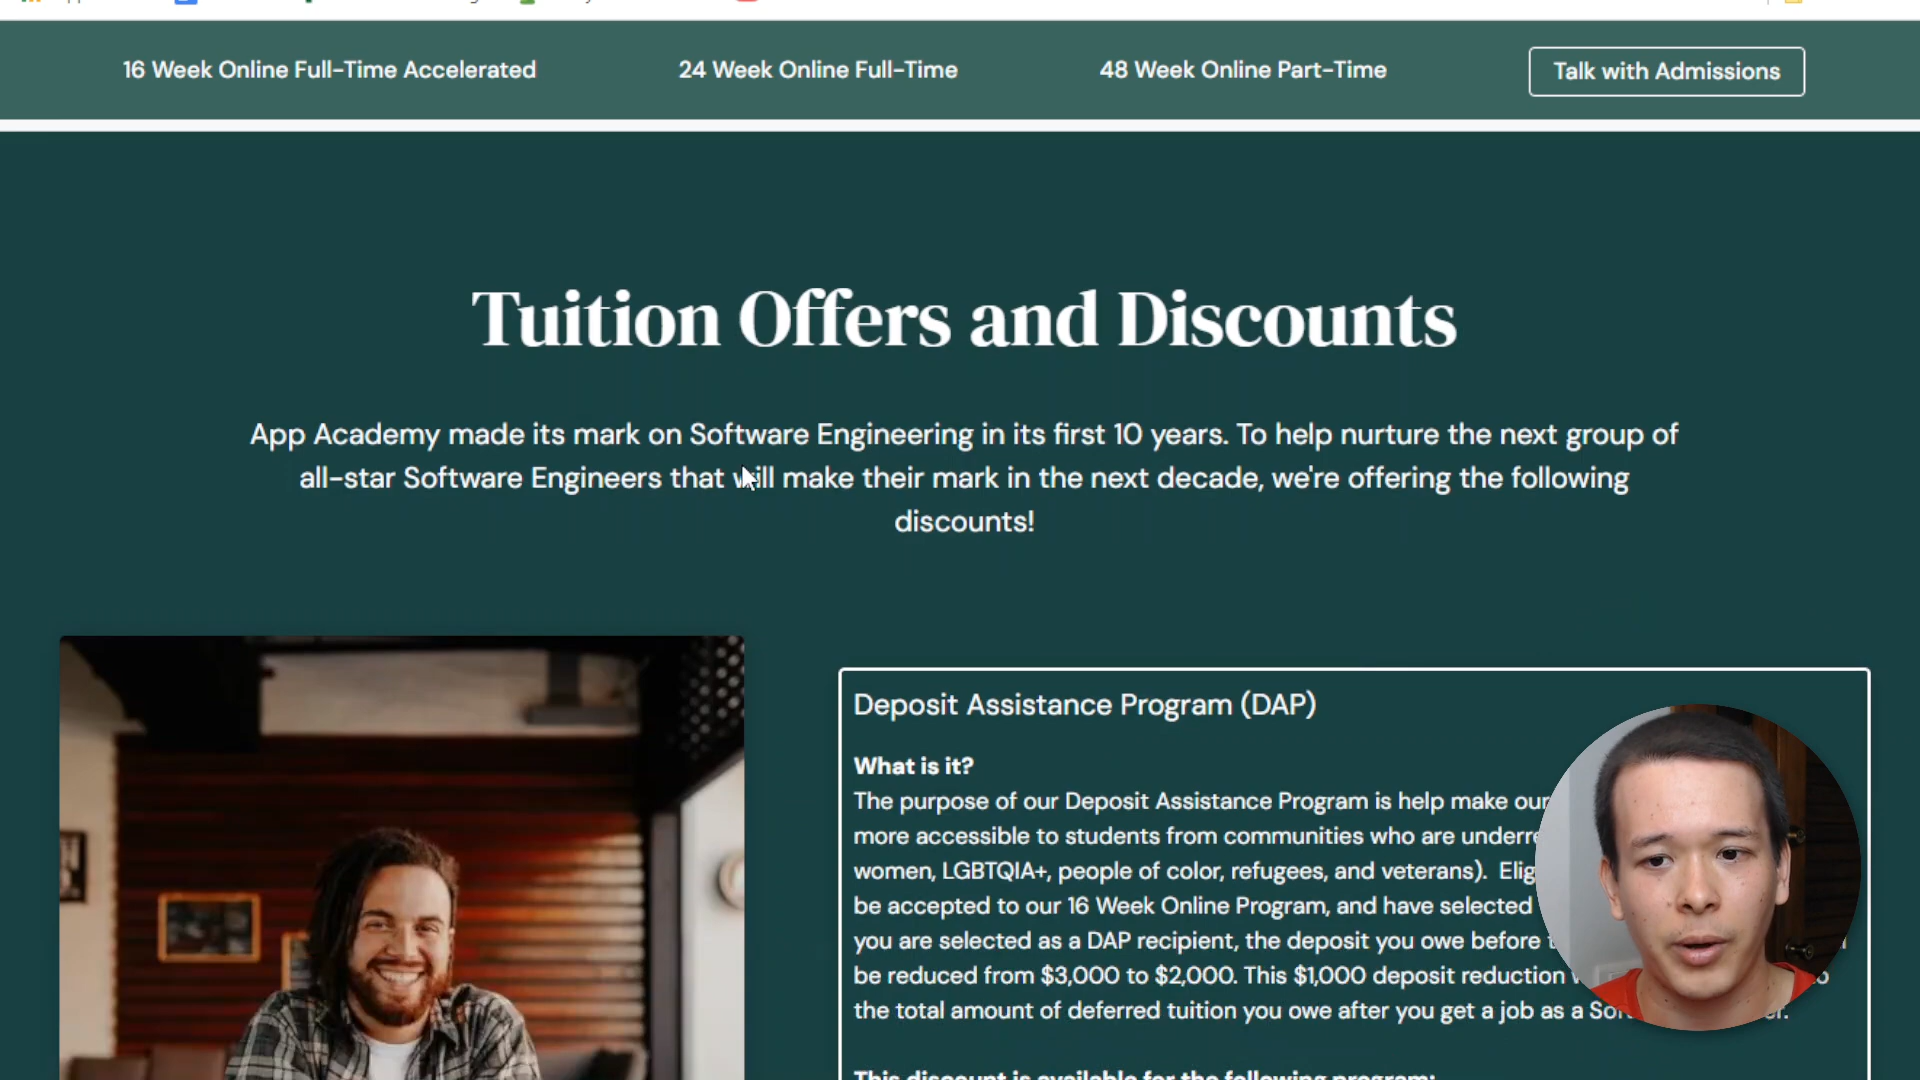 16 Week Online Full-Time Accelerated
24 Week Online Full-Time
48 Week Online Part-Time
Talk with Admissions
Tuition Offers and Discounts
App Academy made its mark on Software Engineering in its first 10 years. To help nurture the next group of
all-star Software Engineers that will make their mark in the next decade, we're offering the following
discounts!
Deposit Assistance Program (DAP)
What is it?
The purpose of our Deposit Assistance Program is help make our
more accessible to students from communities who are
women, LGBTQIA+, people of color, refugees, and veterans).
be accepted to our 16 Week Online Program, and have selected
you are selected as a DAP recipient, the deposit you owe before
be reduced from $3,000 to $2,000. This $1,000 deposit reduction
the total amount of deferred tuition you owe after you get a job as a
This discount is available for the following program: